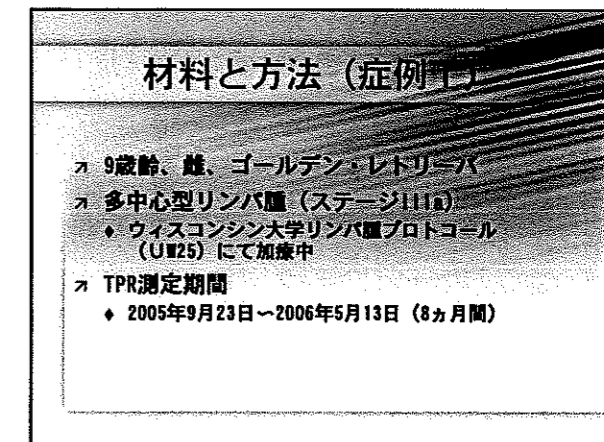 材料と方法（症例1）
↗ 9歳齢、雌、ゴールデン・レトリーバ
↗ 多中心型リンパ腫（ステージIIIa）
♦ ウィスコンシン大学リンパ腫プロトコール
（UW25）にて加療中
↗ TPR測定期間
♦ 2005年9月23日〜2006年5月13日（8ヵ月間）